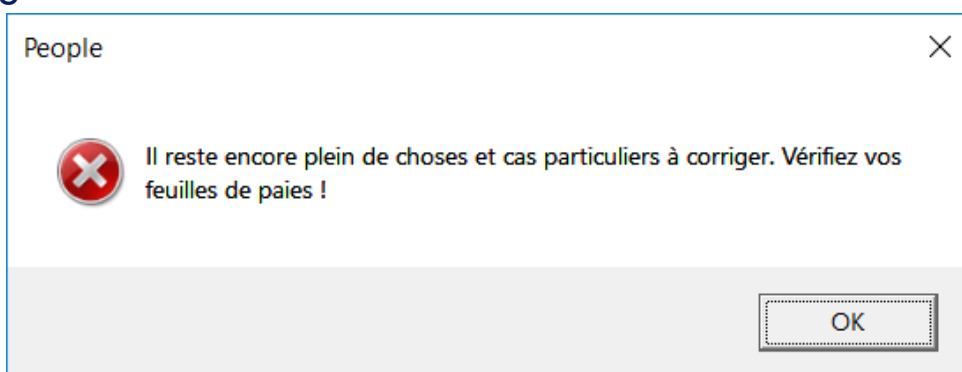 People
Il reste encore plein de choses et cas particuliers à corriger. Vérifiez vos
feuilles de paies !
OK